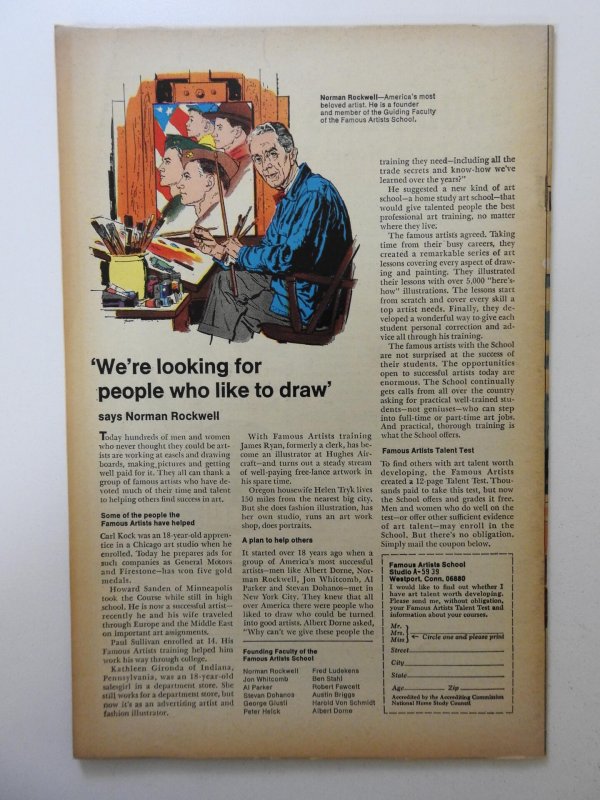 Norman Rockwell—America's most
beloved artist. He is a founder
and member of the Guiding Faculty
of the Famous Artists School.
'We're looking for
people who like to draw'
says Norman Rockwell
Today hundreds of men and women
who never thought they could be art-
ists are working at easels and drawing
boards, making pictures and getting
well paid for it. They all can thank a
group of famous artists who have de-
voted much of their time and talent
to helping others find success in art.
Some of the people the
Famous Artists have helped
Carl Kock was an 18-year-old appren-
tice in a Chicago art studio when he
enrolled. Today he prepares ads for
such companies as General Motors
and Firestone—has won five gold
medals.
Howard Sanden of Minneapolis
took the Course while still in high
school. He is now a successful artist—
recently he and his wife traveled
through Europe and the Middle East
on important art assignments.
Paul Sullivan enrolled at 14. His
Famous Artists training helped him
work his way through college.
Kathleen Gironda of Indiana,
Pennsylvania, was an 18-year-old
salesgirl in a department store. She
still works for a department store, but
now it's as an advertising artist and
fashion illustrator.
With Famous Artists training
James Ryan, formerly a clerk, has be-
come an illustrator at Hughes Air-
craft—and turns out a steady stream
of well-paying free-lance artwork in
his spare time.
Oregon housewife Helen Tryk lives
150 miles from the nearest big city.
But she does fashion illustration, has
her own studio, runs an art work
shop, does portraits.
A plan to help others
It started over 18 years ago when a
group of America's most successful
artists—men like Albert Dorne, Nor-
man Rockwell, Jon Whitcomb, Al
Parker and Stevan Dohanos—met in
New York City. They knew that all
over America there were people who
liked to draw who could be turned
into good artists. Albert Dorne asked,
"Why can't we give these people the
Founding Faculty of the
Famous Artists School
Norman Rockwell
Jon Whitcomb
Al Parker
Stevan Dohanos
George Giusti
Peter Helck
Fred Ludekens
Ben Stahl
Robert Fawcett
Austin Briggs
Harold Von Schmidt
Albert Dorne
training they need—including all the
trade secrets and know-how we've
learned over the years?"
He suggested a new kind of art
school—a home study art school—that
would give talented people the best
professional art training, no matter
where they live.
The famous artists agreed. Taking
time from their busy careers, they
created a remarkable series of art
lessons covering every aspect of draw-
ing and painting. They illustrated
their lessons with over 5,000 "here's-
how" illustrations. The lessons start
from scratch and cover every skill a
top artist needs. Finally, they de-
veloped a wonderful way to give each
student personal correction and ad-
vice all through his training.
The famous artists with the School
are not surprised at the success of
their students. The opportunities
open to successful artists today are
enormous. The School continually
gets calls from all over the country
asking for practical well-trained stu-
dents—not geniuses—who can step
into full-time or part-time art jobs.
And practical, thorough training is
what the School offers.
Famous Artists Talent Test
To find others with art talent worth
developing, the Famous Artists
created a 12-page Talent Test. Thou-
sands paid to take this test, but now
the School offers and grades it free.
Men and women who do well on the
test—or offer other sufficient evidence
of art talent—may enroll in the
School. But there's no obligation.
Simply mail the coupon below.
Famous Artists School
Studio A-5938
Westport, Conn. 06880
I would like to find out whether I
have art talent worth developing.
Please send me, without obligation,
your Famous Artists Talent Test and
information about your courses.
Mr.
Mrs. ← Circle one and please print
Miss
Street
City
State
Age Zip
Accredited by the Accrediting Commission
National Home Study Council